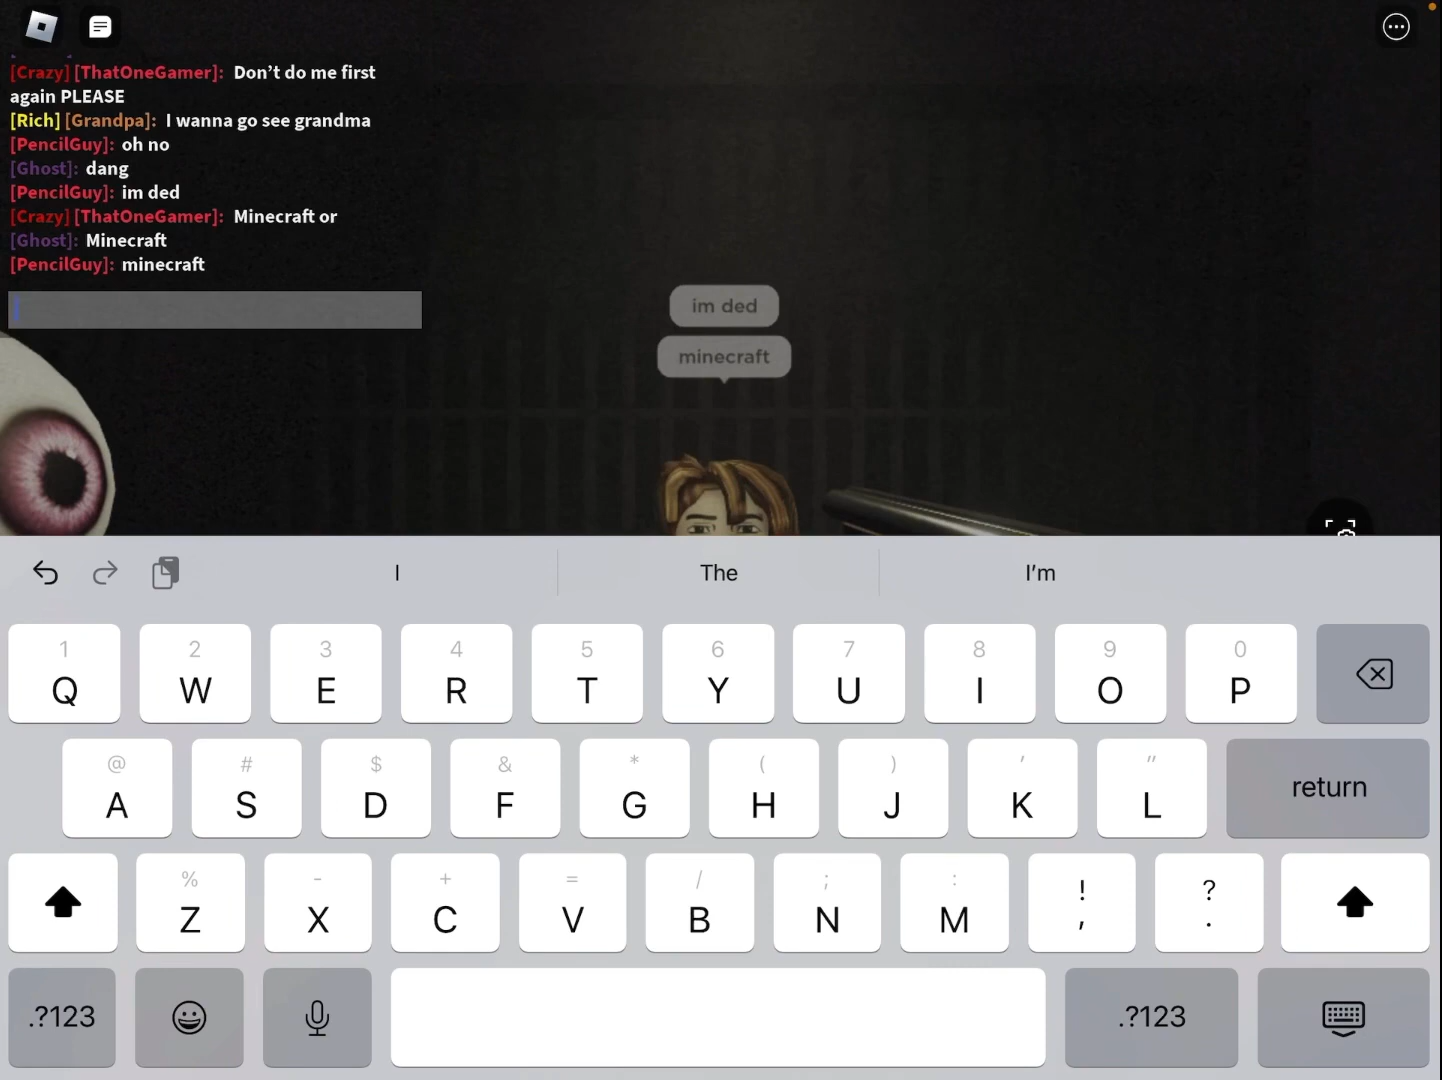 [Crazy] [ThatOneGamer]: Don’t do me first
again PLEASE
[Rich] [Grandpa]: I wanna go see grandma
[PencilGuy]: oh no
[Ghost]: dang
[PencilGuy]: im ded
[Crazy] [ThatOneGamer]: Minecraft or
[Ghost]: Minecraft
[PencilGuy]: minecraft
im ded
minecraft
I The I’m
1 2 3 4 5 6 7 8 9 0
Q W E R T Y U I O P
@ # $ & * ( ) ’ ”
A S D F G H J K L return
% - + = / ; : ! ?
Z X C V B N M , .
.?123 .?123